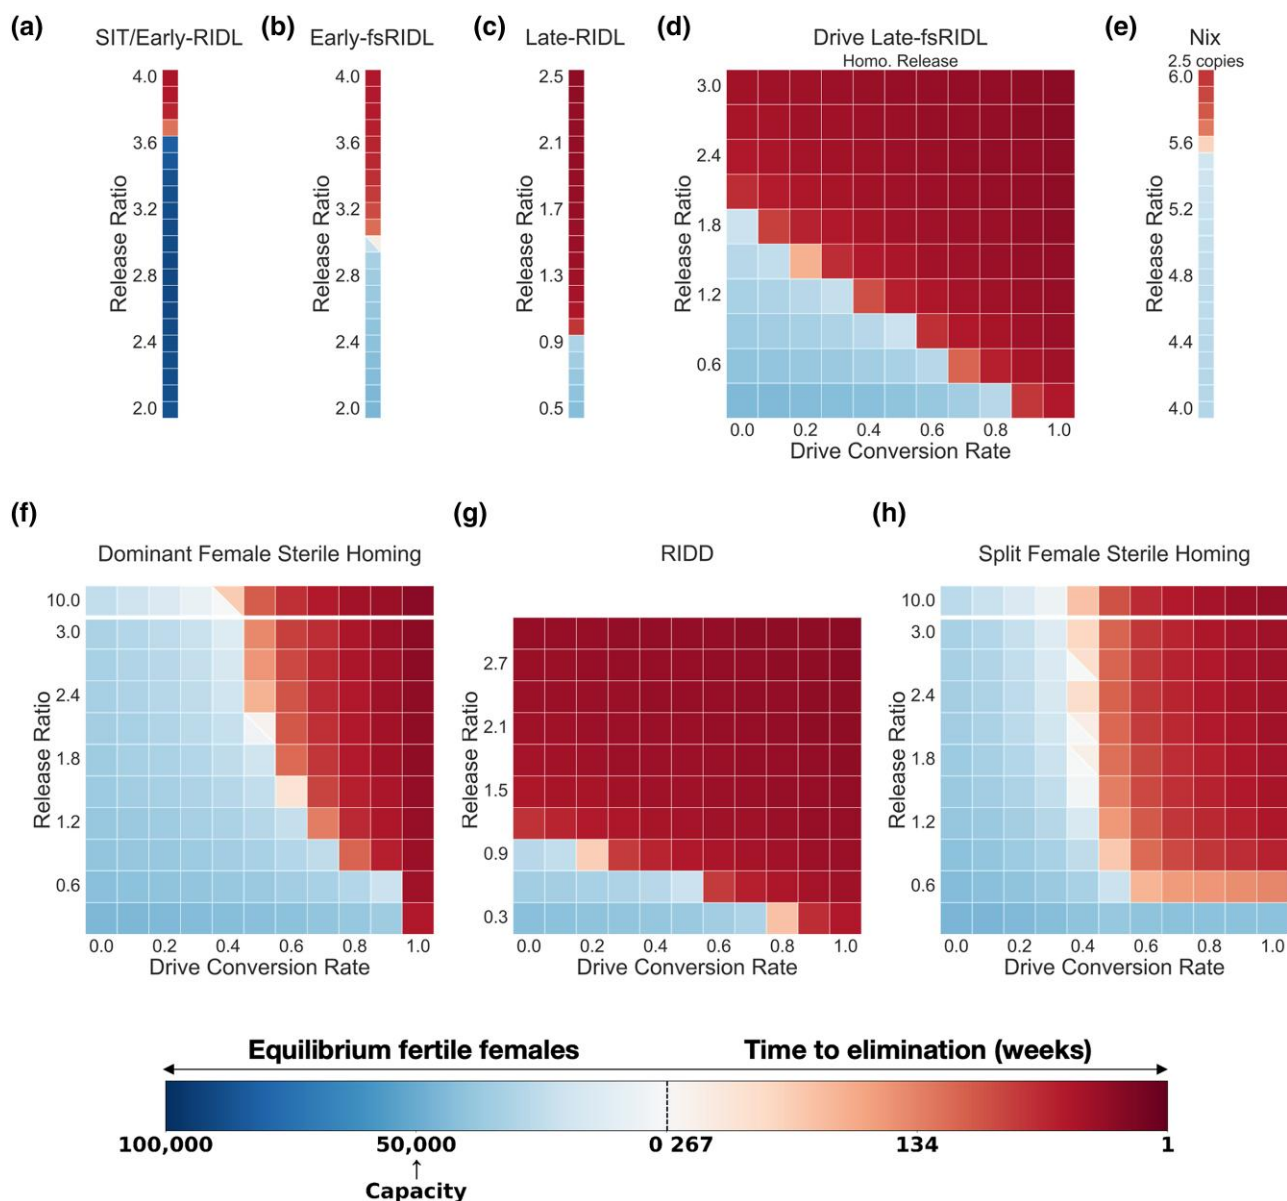 (a)
SIT/Early-RIDL
Release Ratio
4.0
3.6
3.2
2.8
2.4
2.0
(b)
Early-fsRIDL
Release Ratio
4.0
3.6
3.2
2.8
2.4
2.0
(c)
Late-RIDL
Release Ratio
2.5
2.1
1.7
1.3
0.9
0.5
(d)
Drive Late-fsRIDL
Homo. Release
Release Ratio
3.0
2.4
1.8
1.2
0.6
0.0 0.2 0.4 0.6 0.8 1.0
Drive Conversion Rate
(e)
Nix
2.5 copies
Release Ratio
6.0
5.6
5.2
4.8
4.4
4.0
(f)
Dominant Female Sterile Homing
Release Ratio
10.0
3.0
2.4
1.8
1.2
0.6
0.0 0.2 0.4 0.6 0.8 1.0
Drive Conversion Rate
(g)
RIDD
Release Ratio
2.7
2.1
1.5
0.9
0.3
0.0 0.2 0.4 0.6 0.8 1.0
Drive Conversion Rate
(h)
Split Female Sterile Homing
Release Ratio
10.0
3.0
2.4
1.8
1.2
0.6
0.0 0.2 0.4 0.6 0.8 1.0
Drive Conversion Rate
Equilibrium fertile females Time to elimination (weeks)
100,000 50,000 0 267 134 1
↑
Capacity